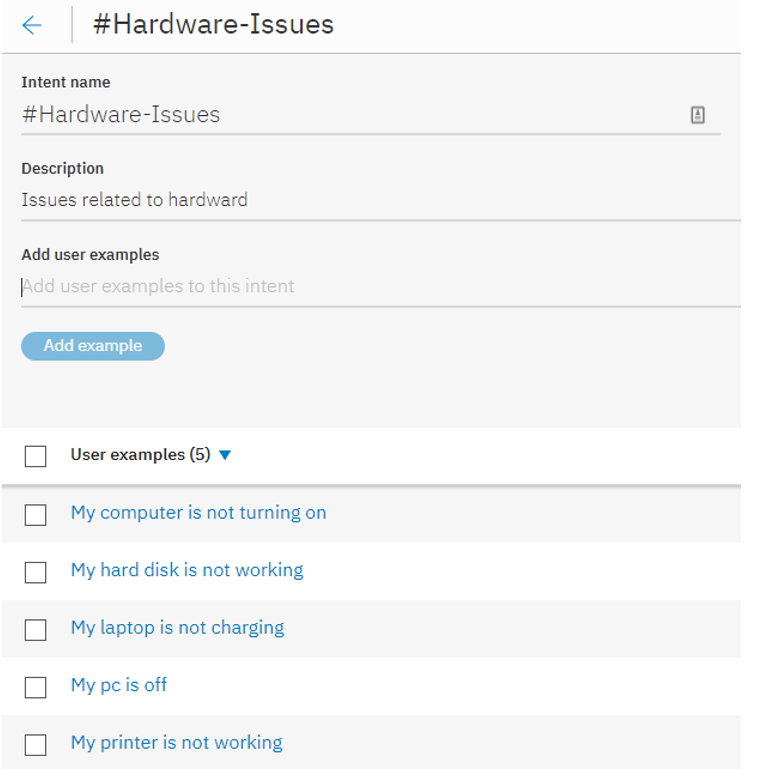 #Hardware-Issues
Intent name
#Hardware-Issues
Description
Issues related to hardward
Add user examples
Add user examples to this intent
Add example
User examples (5)
My computer is not turning on
My hard disk is not working
My laptop is not charging
My pc is off
My printer is not working